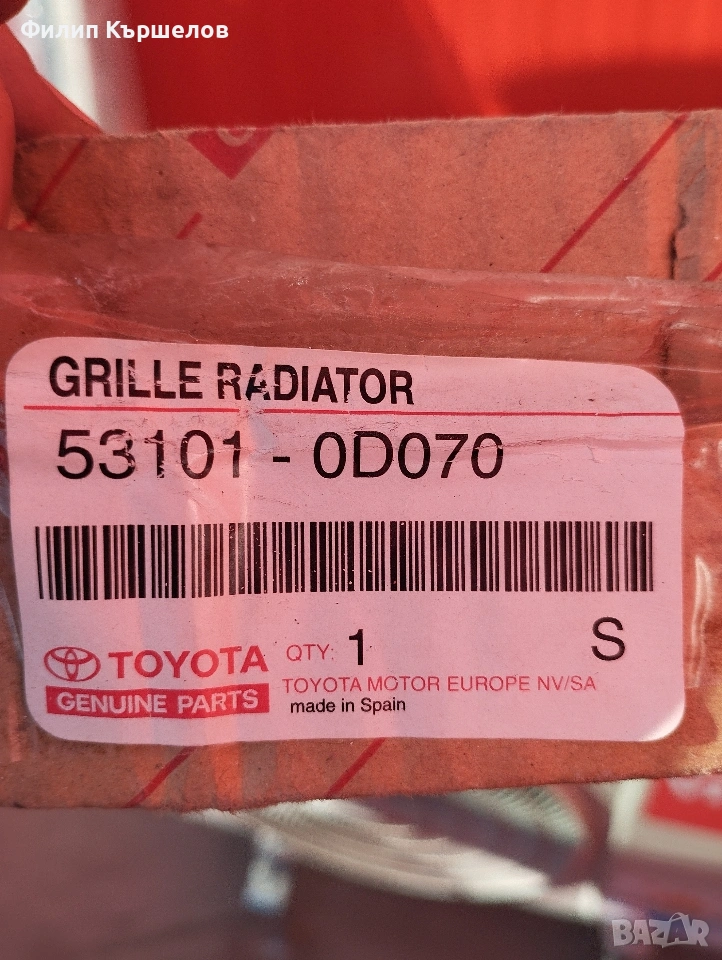 Филип Кършелов
GRILLE RADIATOR
53101 - 0D070
QTY: 1 S
TOYOTA
GENUINE PARTS
TOYOTA MOTOR EUROPE NV/SA
made in Spain
BAZAR